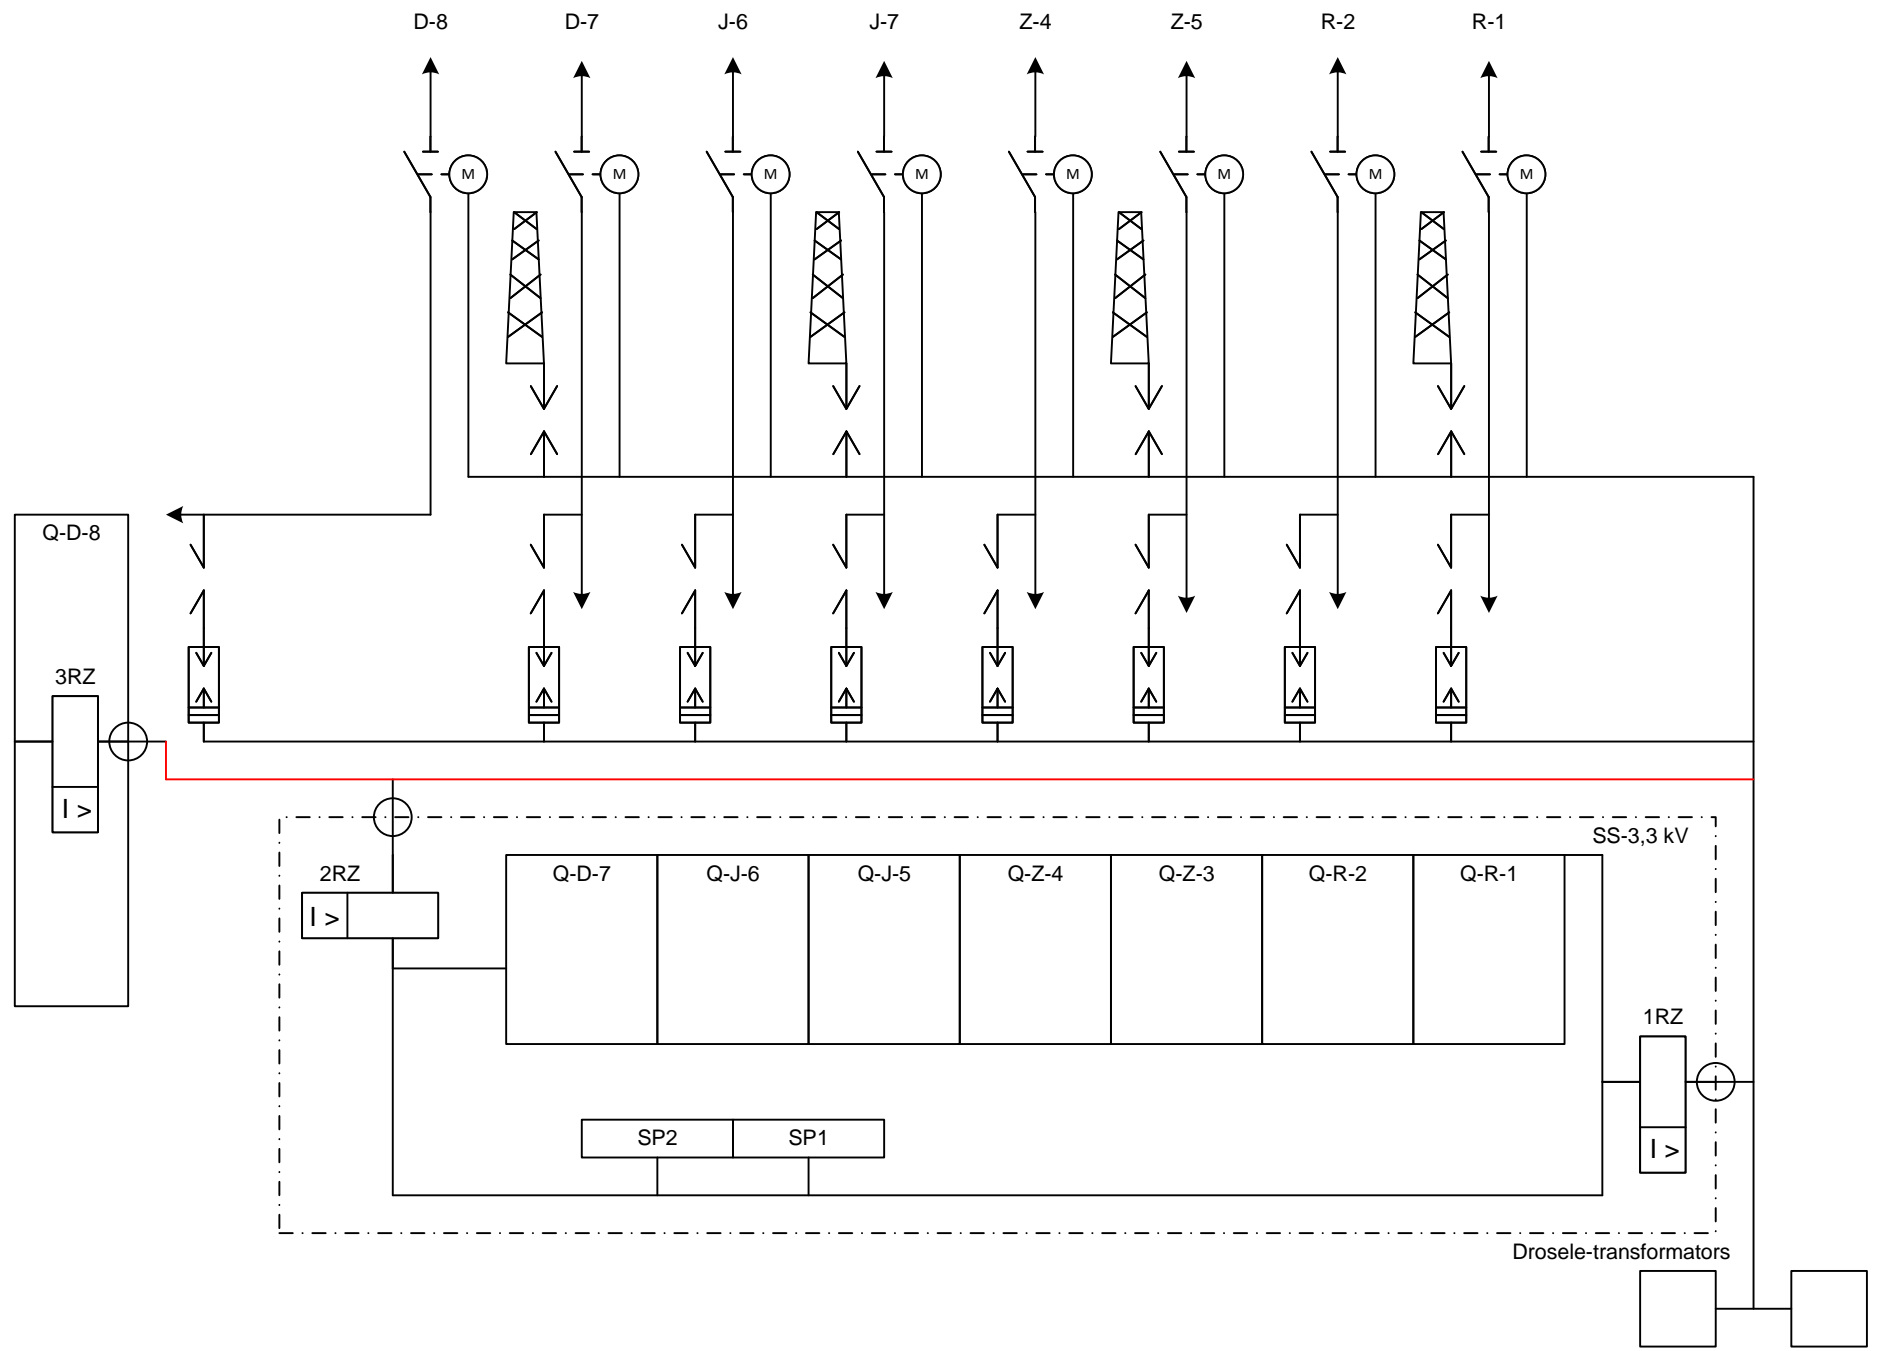 D-8 D-7 J-6 J-7 Z-4 Z-5 R-2 R-1
M M M M M M M M
Q-D-8
3RZ
I >
SS-3,3 kV
2RZ
I >
Q-D-7 Q-J-6 Q-J-5 Q-Z-4 Q-Z-3 Q-R-2 Q-R-1
1RZ
I >
SP2 SP1
Drosele-transformators